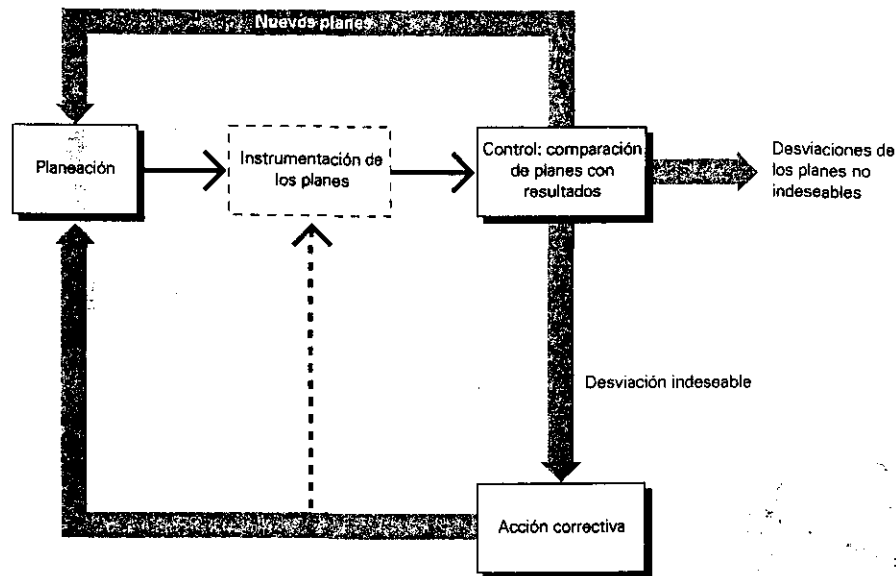 Nuevos planes
Planeación
Instrumentación de
los planes
Control: comparación
de planes con
resultados
Desviaciones de
los planes no
indeseables
Desviación indeseable
Acción correctiva